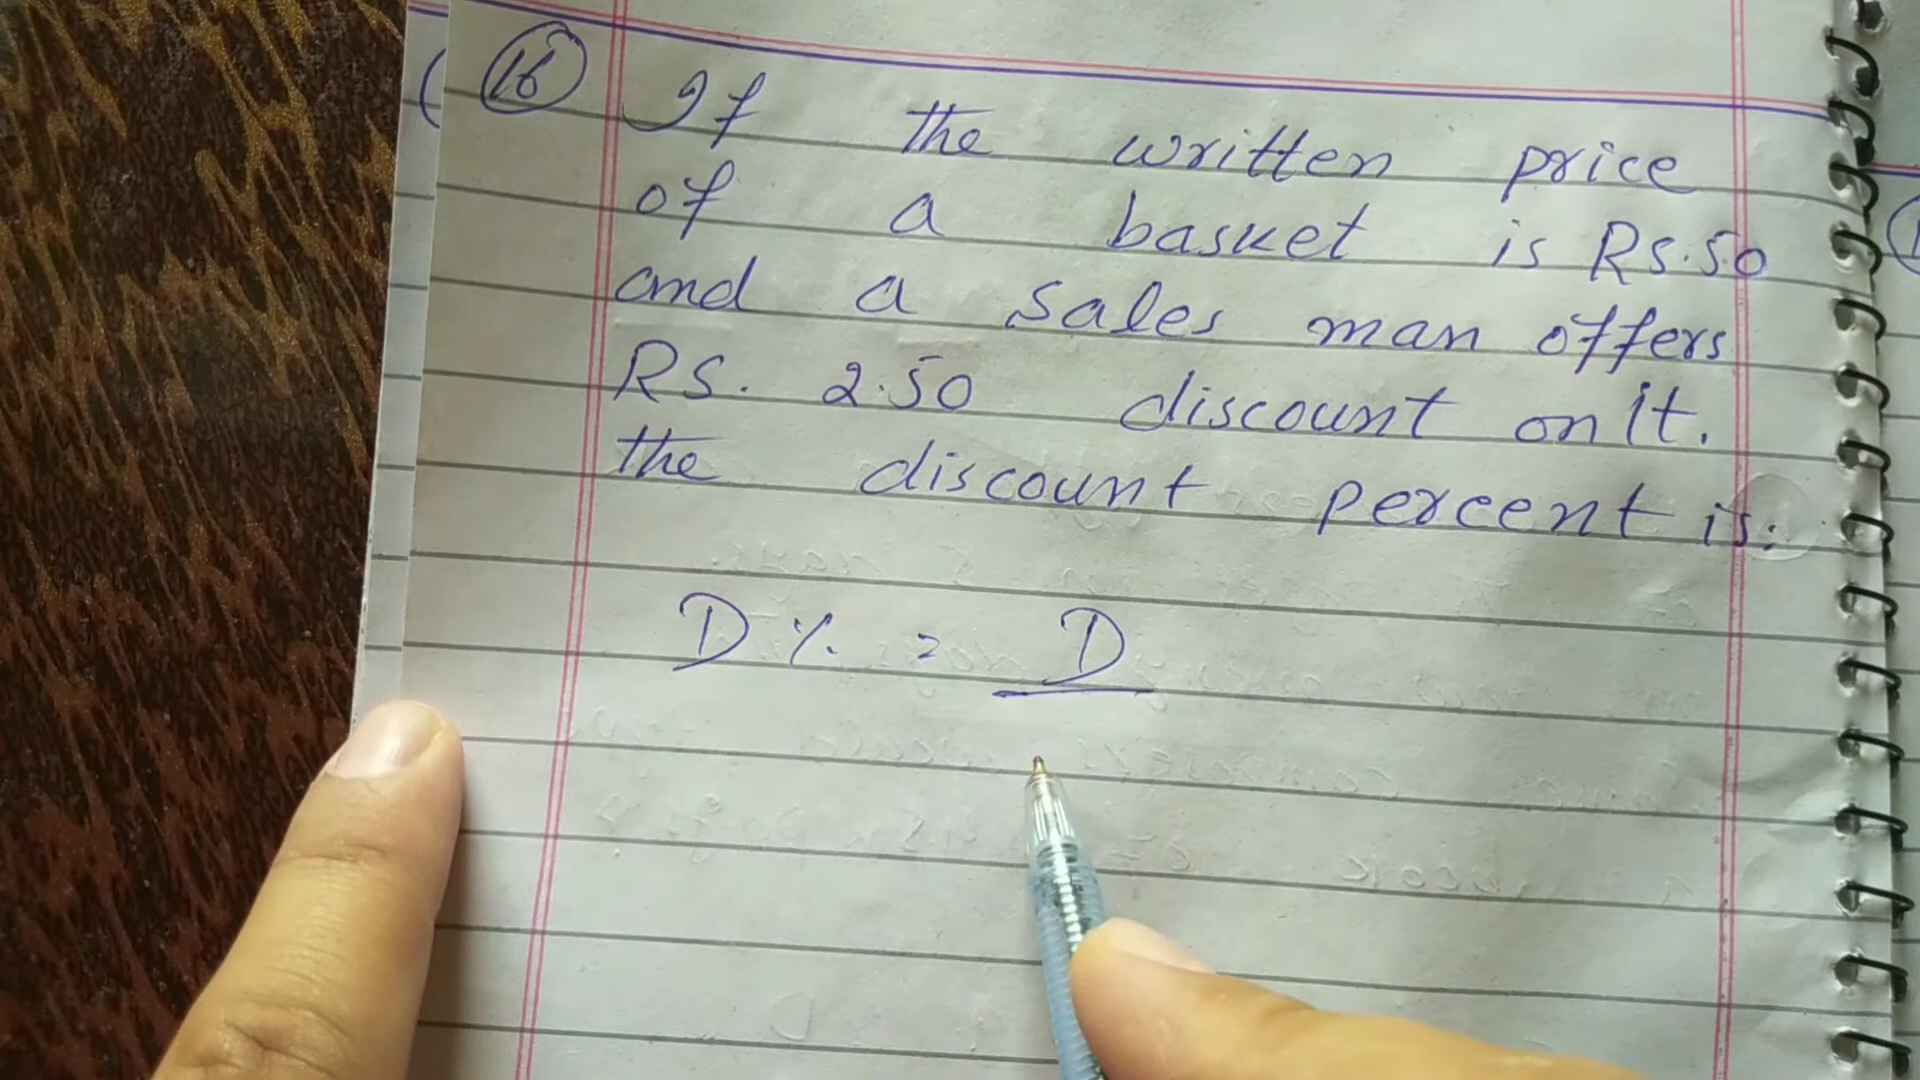 16 If the written price
of a basket is Rs.50
and a sales man offers
RS. 2.50 discount on it.
the discount percent is:
D% = D